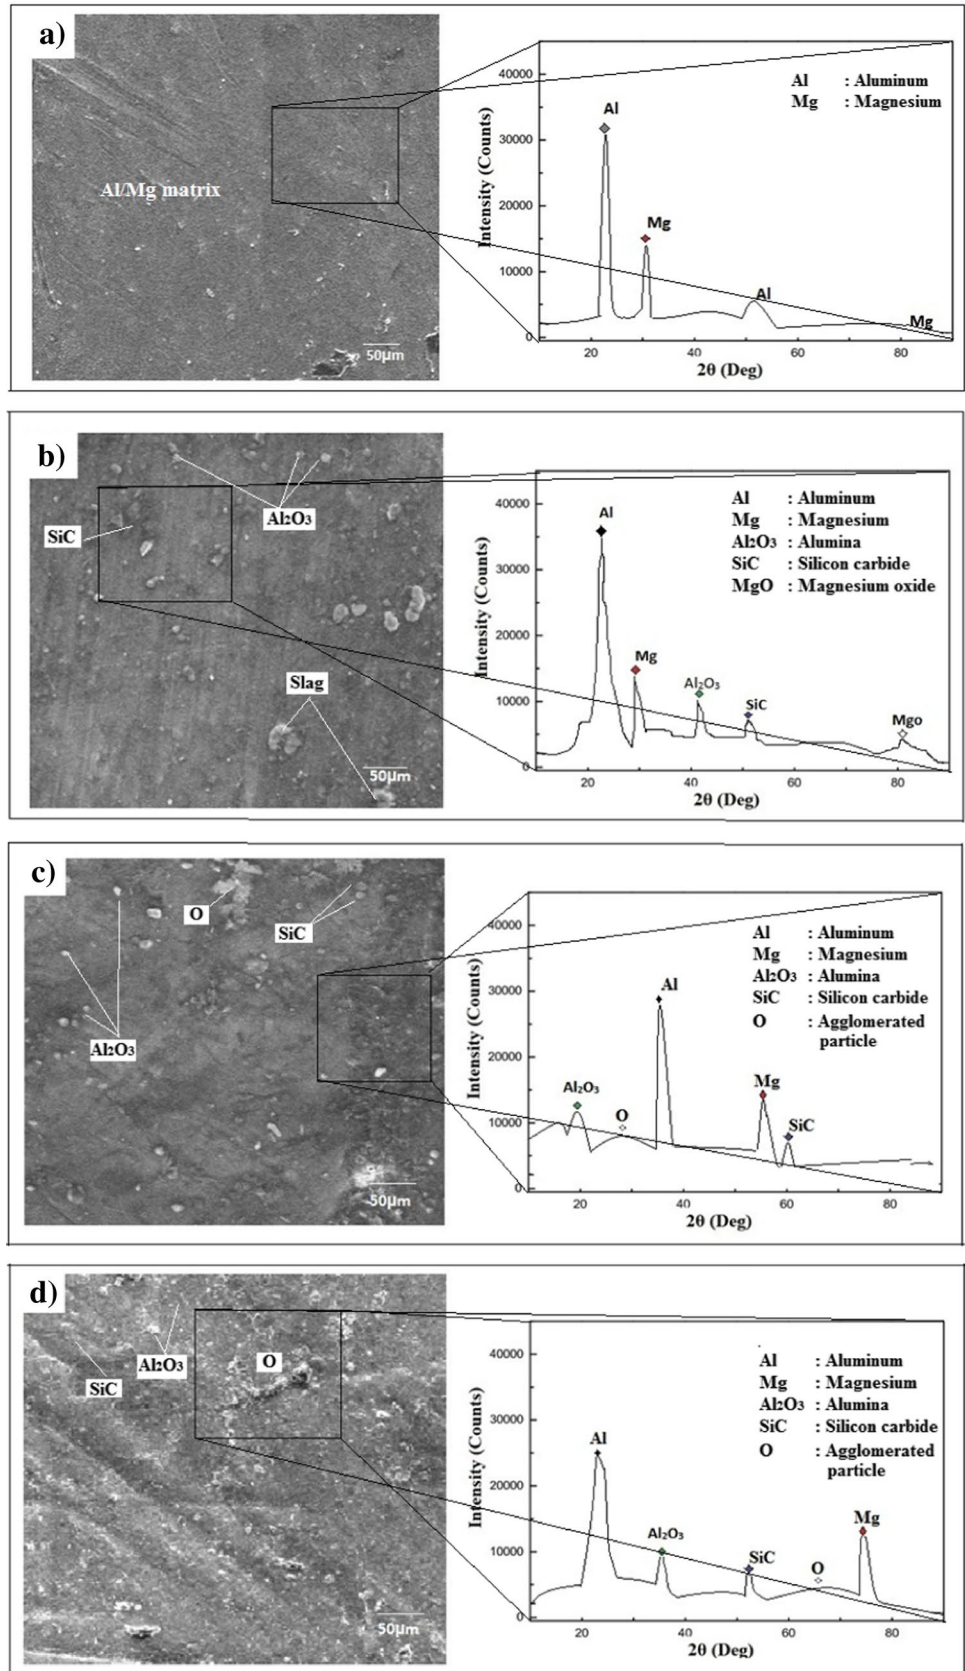 a)
Al/Mg matrix
50µm
Intensity (Counts)
40000
30000
20000
10000
0
Al
Mg
Al
Mg
Al : Aluminum
Mg : Magnesium
20 40 60 80
2θ (Deg)
b)
Al2O3
SiC
Slag
50µm
Intensity (Counts)
40000
30000
20000
10000
0
Al
Mg
Al2O3
SiC
Mgo
Al : Aluminum
Mg : Magnesium
Al2O3 : Alumina
SiC : Silicon carbide
MgO : Magnesium oxide
20 40 60 80
2θ (Deg)
c)
O
SiC
Al2O3
50µm
Intensity (Counts)
40000
30000
20000
10000
0
Al2O3
O
Al
Mg
SiC
Al : Aluminum
Mg : Magnesium
Al2O3 : Alumina
SiC : Silicon carbide
O : Agglomerated
particle
20 40 60 80
2θ (Deg)
d)
Al2O3
O
SiC
50µm
Intensity (Counts)
40000
30000
20000
10000
0
Al
Al2O3
SiC
O
Mg
Al : Aluminum
Mg : Magnesium
Al2O3 : Alumina
SiC : Silicon carbide
O : Agglomerated
particle
20 40 60 80
2θ (Deg)